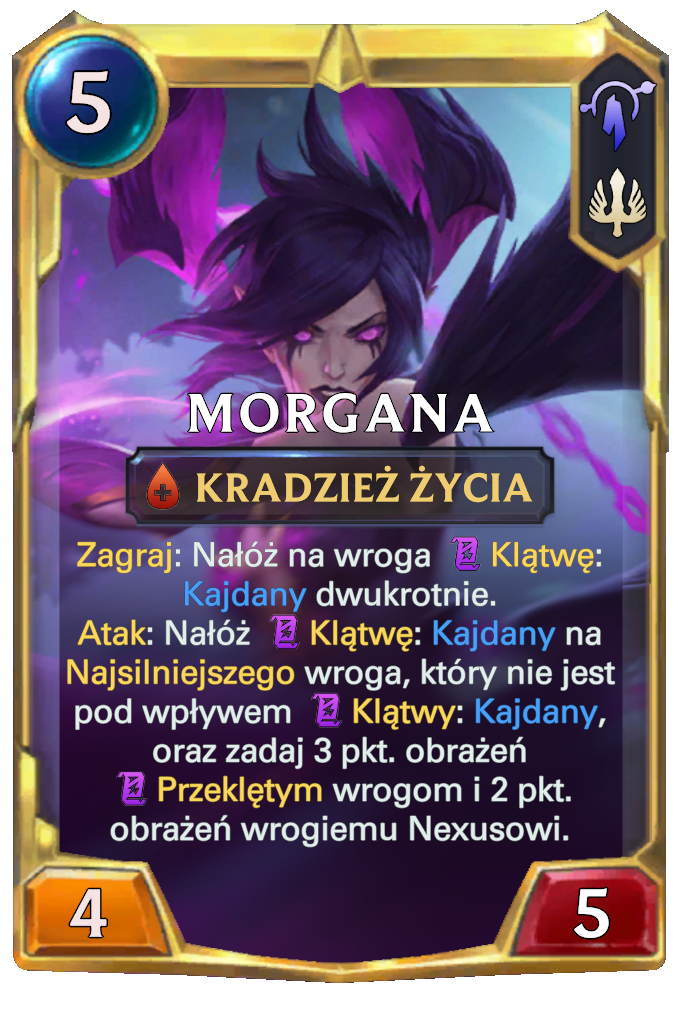 5
MORGANA
KRADZIEŻ ŻYCIA
Zagraj: Nałóż na wroga Klątwę:
Kajdany dwukrotnie.
Atak: Nałóż Klątwę: Kajdany na
Najsilniejszego wroga, który nie jest
pod wpływem Klątwy: Kajdany,
oraz zadaj 3 pkt. obrażeń
Przeklętym wrogom i 2 pkt.
obrażeń wrogiemu Nexusowi.
4
5